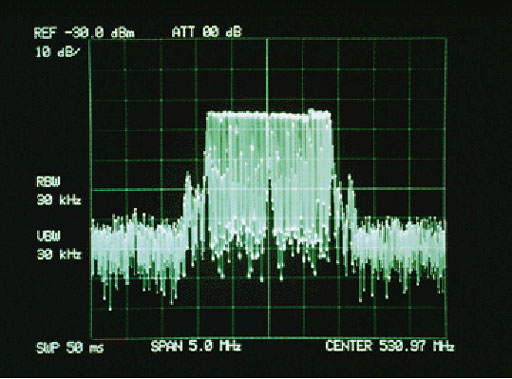 REF -30.0 dBm ATT 00 dB
10 dB/
RBW
30 kHz
VBW
30 kHz
SWP 50 ms SPAN 5.0 MHz CENTER 530.97 MHz